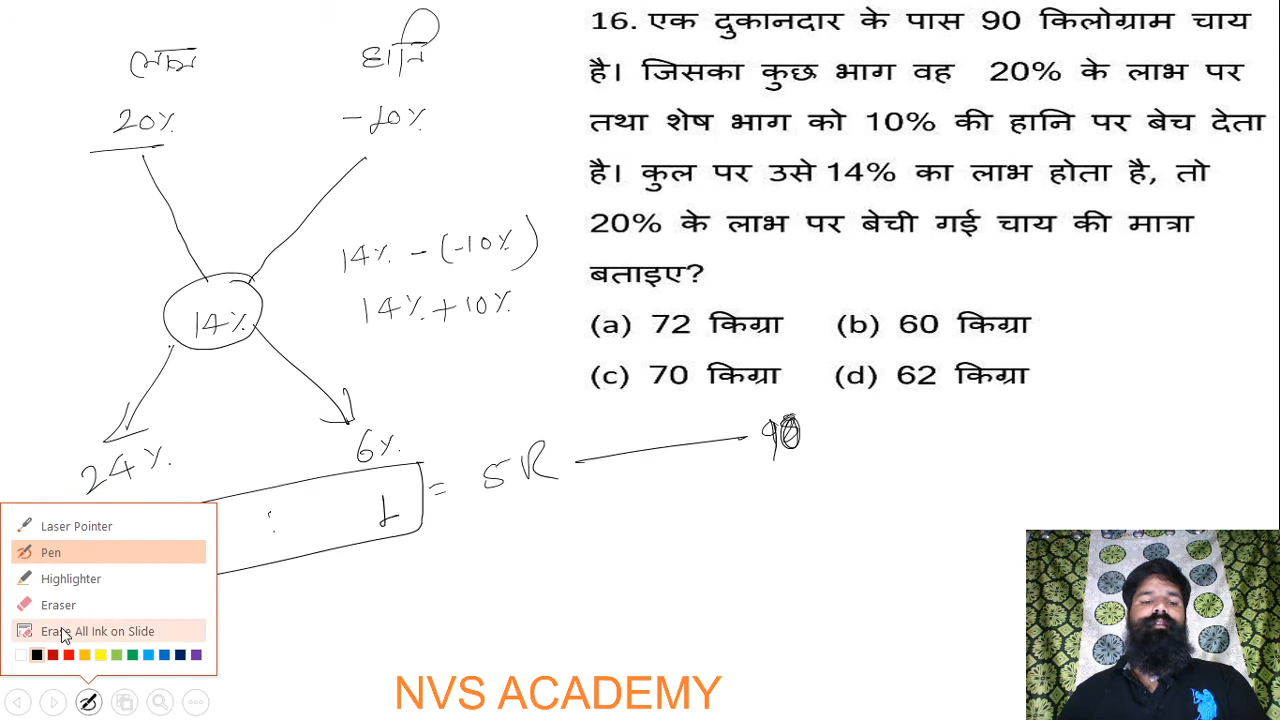 लाभ हानि
20% -10%
14% - (-10%)
14% + 10%
14%
24% 6%
: 1 = 5R 90
16. एक दुकानदार के पास 90 किलोग्राम चाय
है। जिसका कुछ भाग वह 20% के लाभ पर
तथा शेष भाग को 10% की हानि पर बेच देता
है। कुल पर उसे 14% का लाभ होता है, तो
20% के लाभ पर बेची गई चाय की मात्रा
बताइए?
(a) 72 किग्रा (b) 60 किग्रा
(c) 70 किग्रा (d) 62 किग्रा
Laser Pointer
Pen
Highlighter
Eraser
Erase All Ink on Slide
NVS ACADEMY